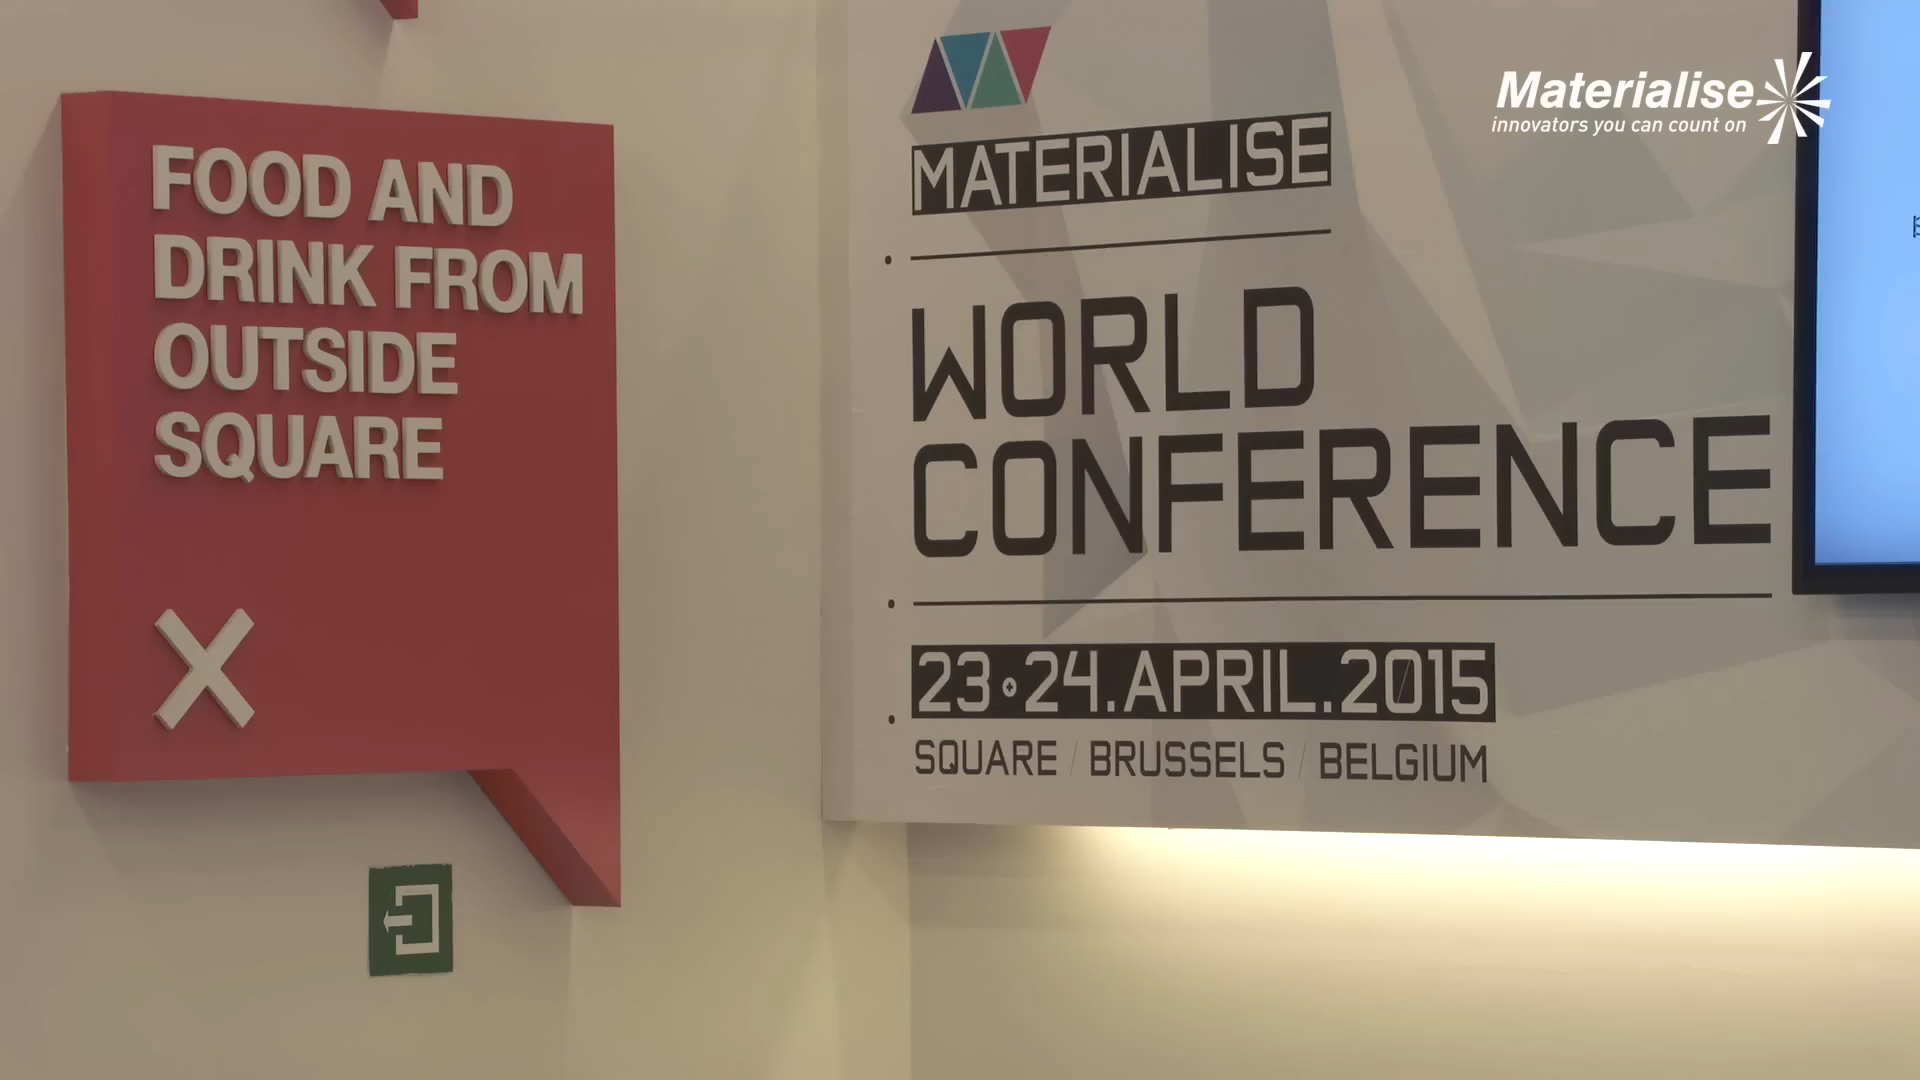 FOOD AND
DRINK FROM
OUTSIDE
SQUARE
MATERIALISE
WORLD
CONFERENCE
23·24.APRIL.2015
SQUARE / BRUSSELS / BELGIUM
Materialise
innovators you can count on